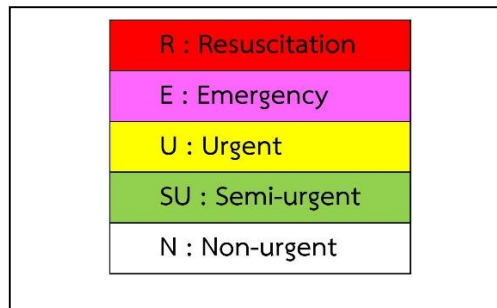 R : Resuscitation
E : Emergency
U : Urgent
SU : Semi-urgent
N : Non-urgent